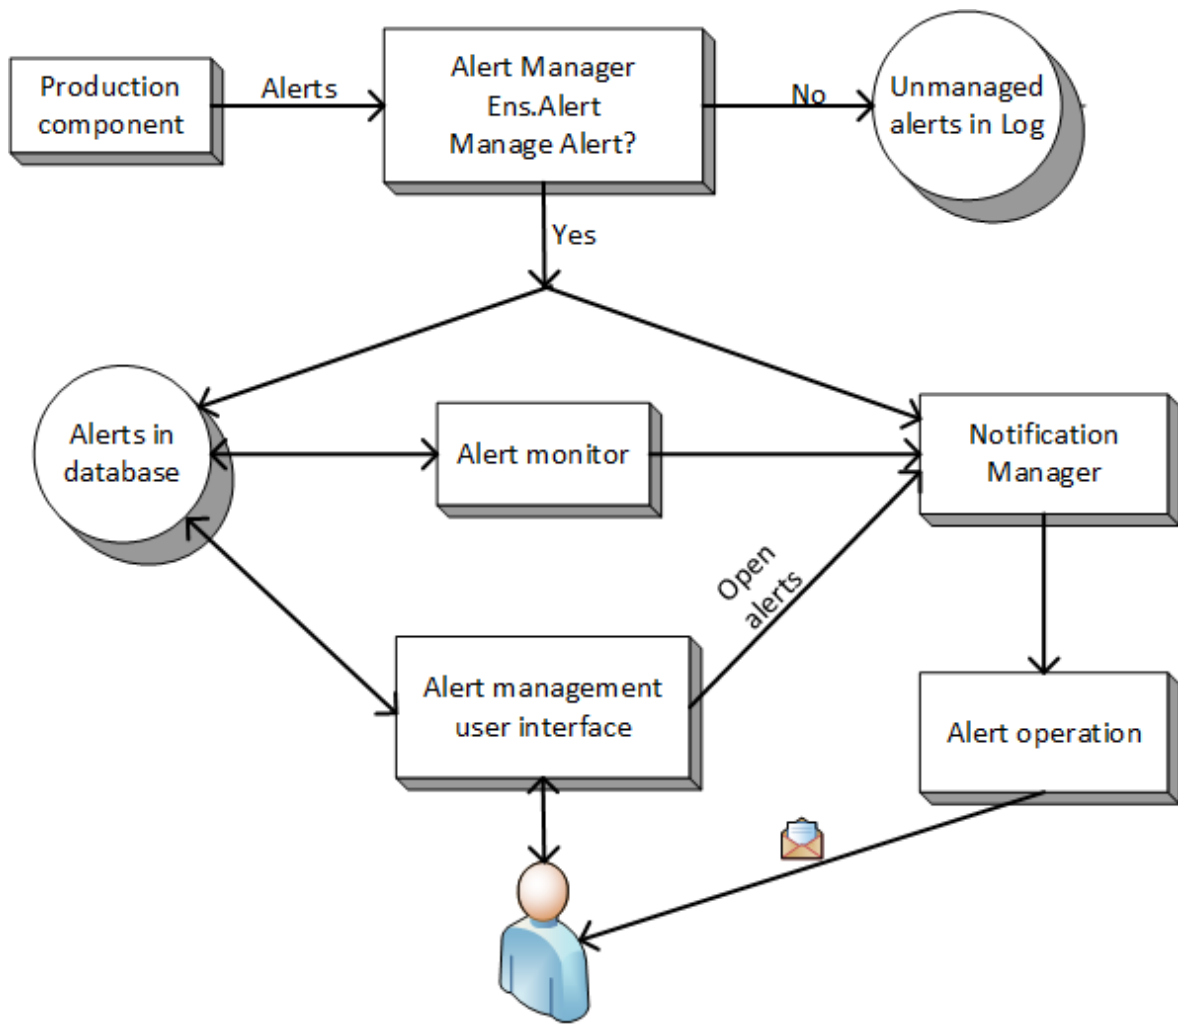 Production
component
Alerts
Alert Manager
Ens.Alert
Manage Alert?
No
Unmanaged
alerts in Log
Yes
Alerts in
database
Alert monitor
Notification
Manager
Open
alerts
Alert management
user interface
Alert operation